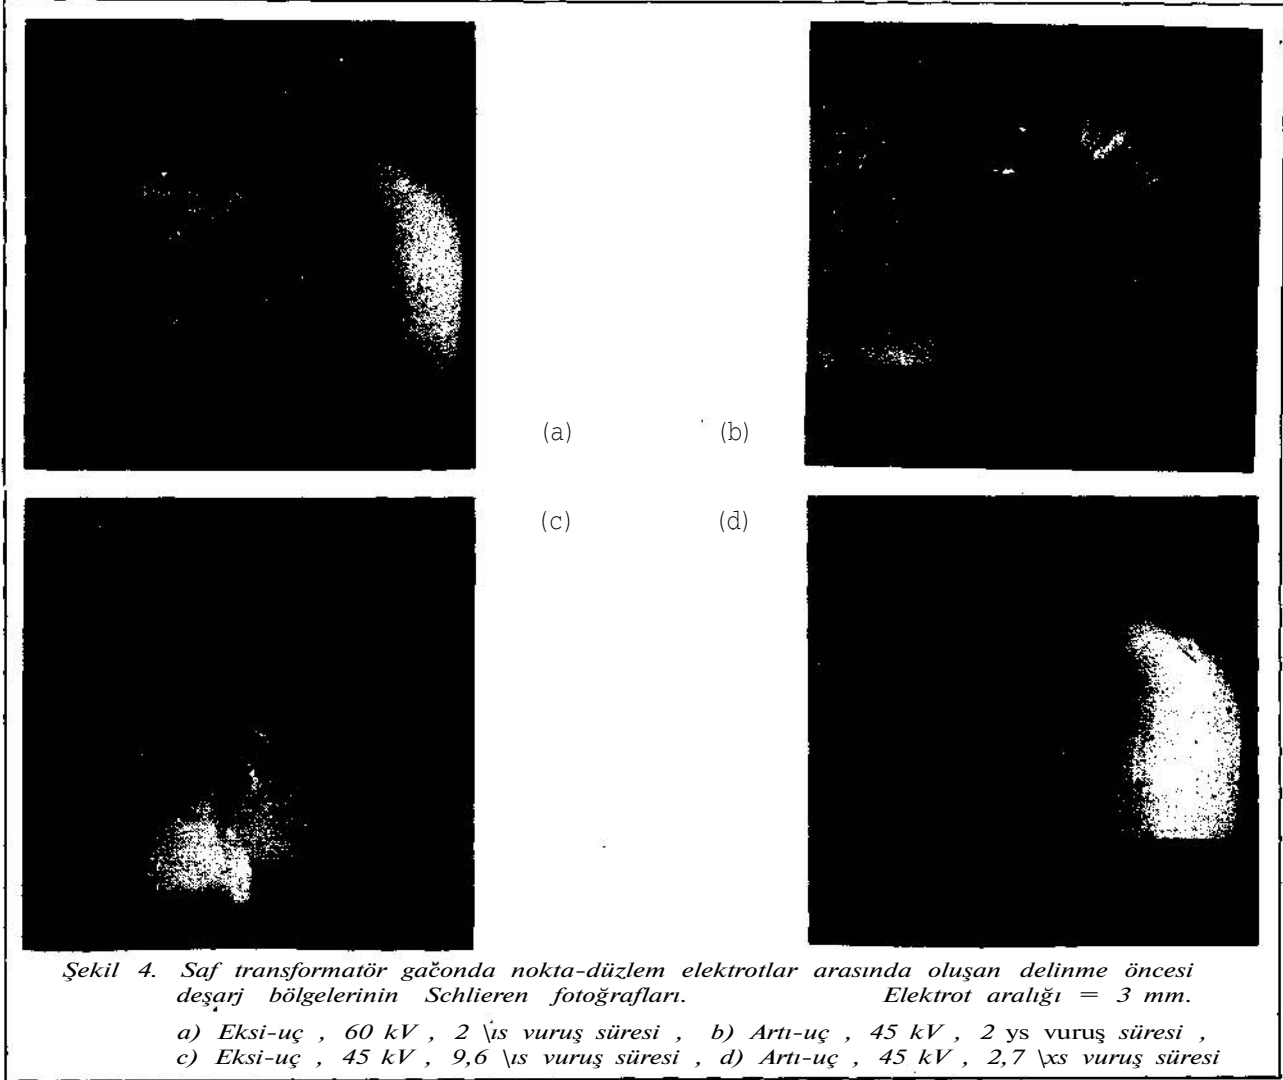 (a)
(b)
(c)
(d)
Şekil 4. Saf transformatör gačonda nokta-düzlem elektrotlar arasında oluşan delinme öncesi
deşarj bölgelerinin Schlieren fotoğrafları. Elektrot aralığı = 3 mm.
a) Eksi-uç , 60 kV , 2 \ıs vuruş süresi , b) Artı-uç , 45 kV , 2 ys vuruş süresi ,
c) Eksi-uç , 45 kV , 9,6 \ıs vuruş süresi , d) Artı-uç , 45 kV , 2,7 \xs vuruş süresi